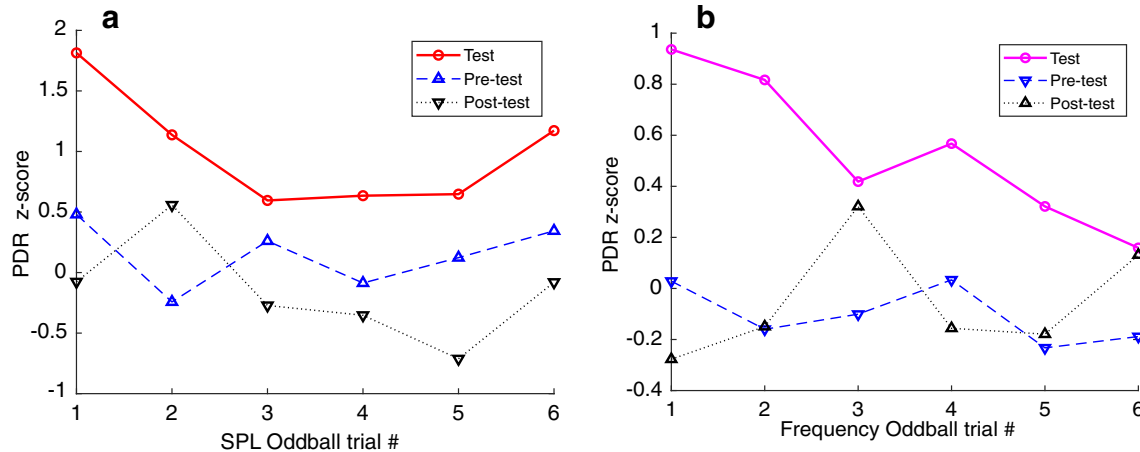 a
2
1.5
1
0.5
0
-0.5
-1
PDR z-score
1 2 3 4 5 6
SPL Oddball trial #
Test
Pre-test
Post-test
b
1
0.8
0.6
0.4
0.2
0
-0.2
-0.4
PDR z-score
1 2 3 4 5 6
Frequency Oddball trial #
Test
Pre-test
Post-test